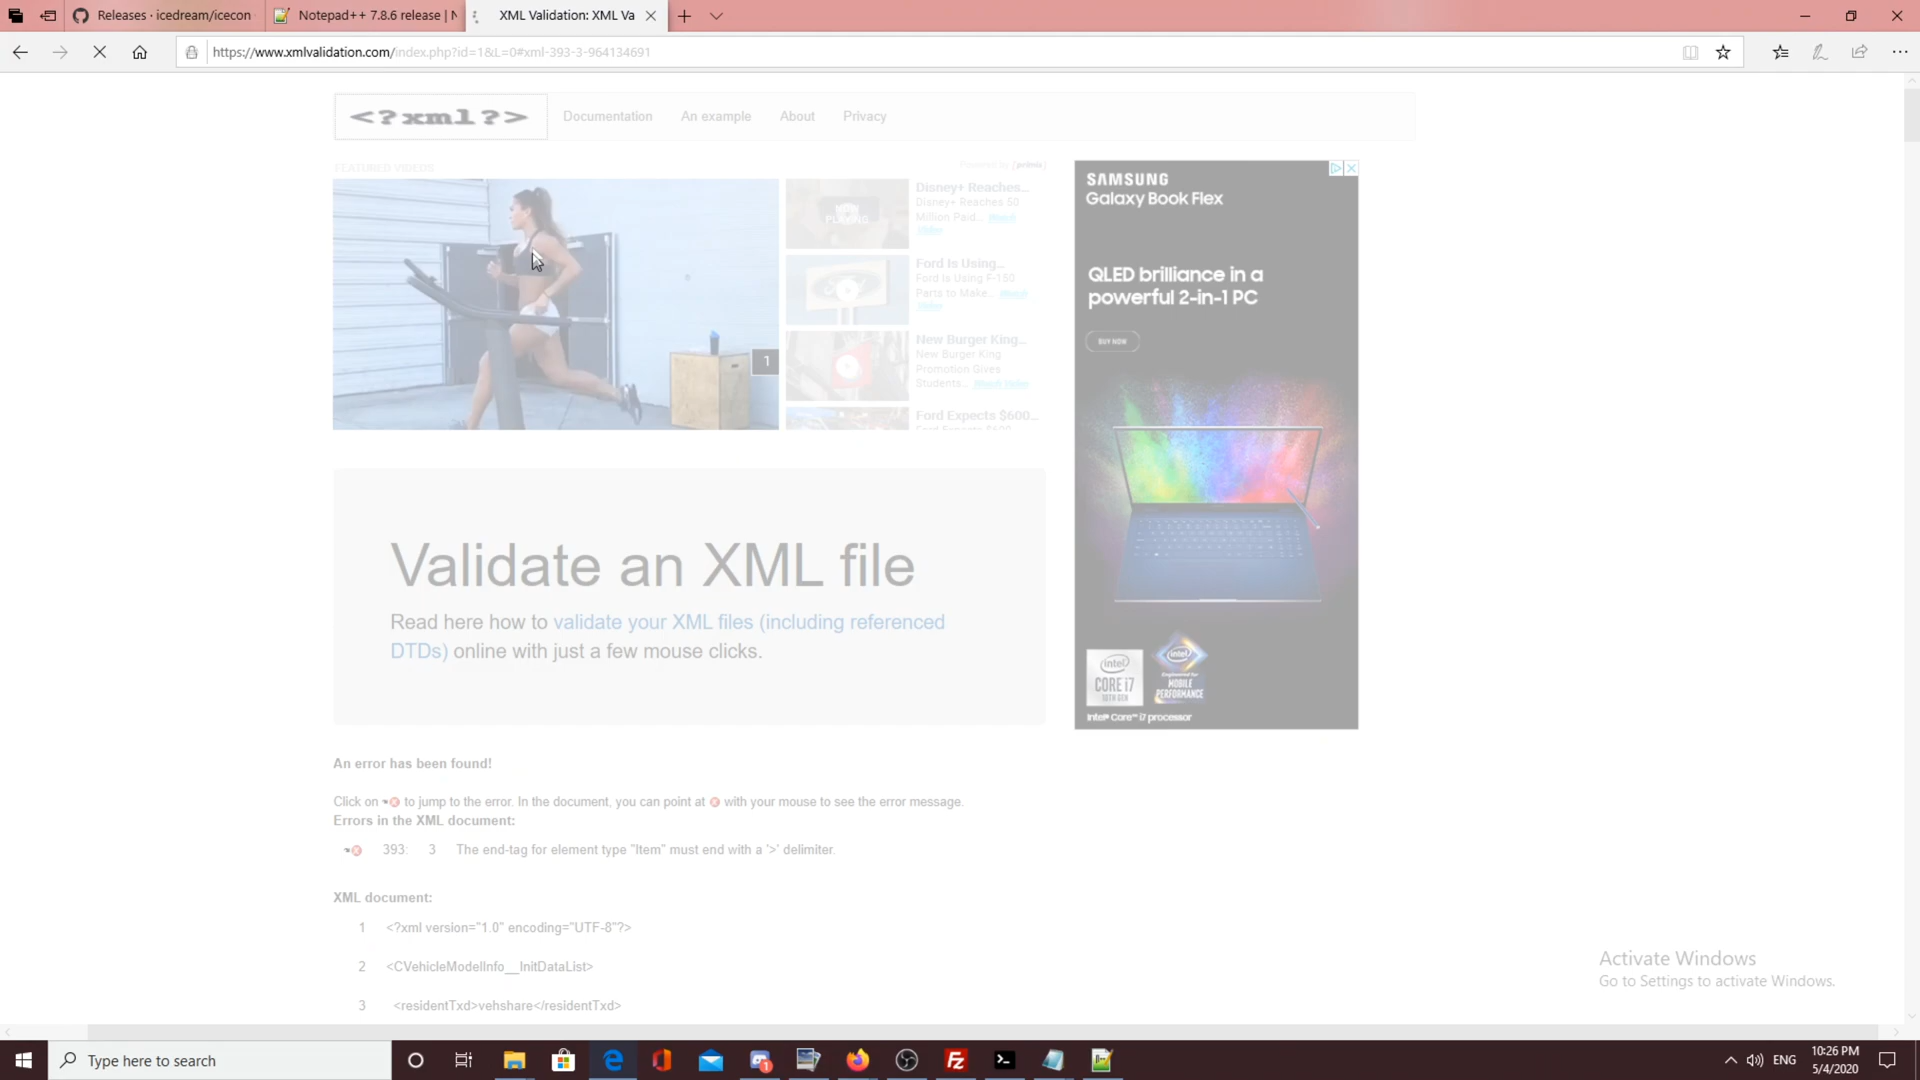 Releases · icedream/icecon
Notepad++ 7.8.6 release | N
XML Validation: XML Va
https://www.xmlvalidation.com/index.php?id=1&L=0#xml-393-3-964134691
<?xml?>
Documentation
An example
About
Privacy
FEATURED VIDEOS
Powered by [primis]
PLAYING
Disney+ Reaches...
Disney+ Reaches 50
Million Paid... Watch
Video
Ford Is Using...
Ford Is Using F-150
Parts to Make... Watch
Video
New Burger King...
New Burger King
Promotion Gives
Students... Watch Video
Ford Expects $600...
1
SAMSUNG
Galaxy Book Flex
QLED brilliance in a
powerful 2-in-1 PC
BUY NOW
intel
CORE i7
10TH GEN
intel
Engineered for
MOBILE
PERFORMANCE
Intel® Core™ i7 processor
Validate an XML file
Read here how to validate your XML files (including referenced
DTDs) online with just a few mouse clicks.
An error has been found!
Click on to jump to the error. In the document, you can point at with your mouse to see the error message.
Errors in the XML document:
393: 3 The end-tag for element type "Item" must end with a '>' delimiter.
XML document:
1 <?xml version="1.0" encoding="UTF-8"?>
2 <CVehicleModelInfo__InitDataList>
3 <residentTxd>vehshare</residentTxd>
Activate Windows
Go to Settings to activate Windows.
Type here to search
1
ENG
10:26 PM
5/4/2020